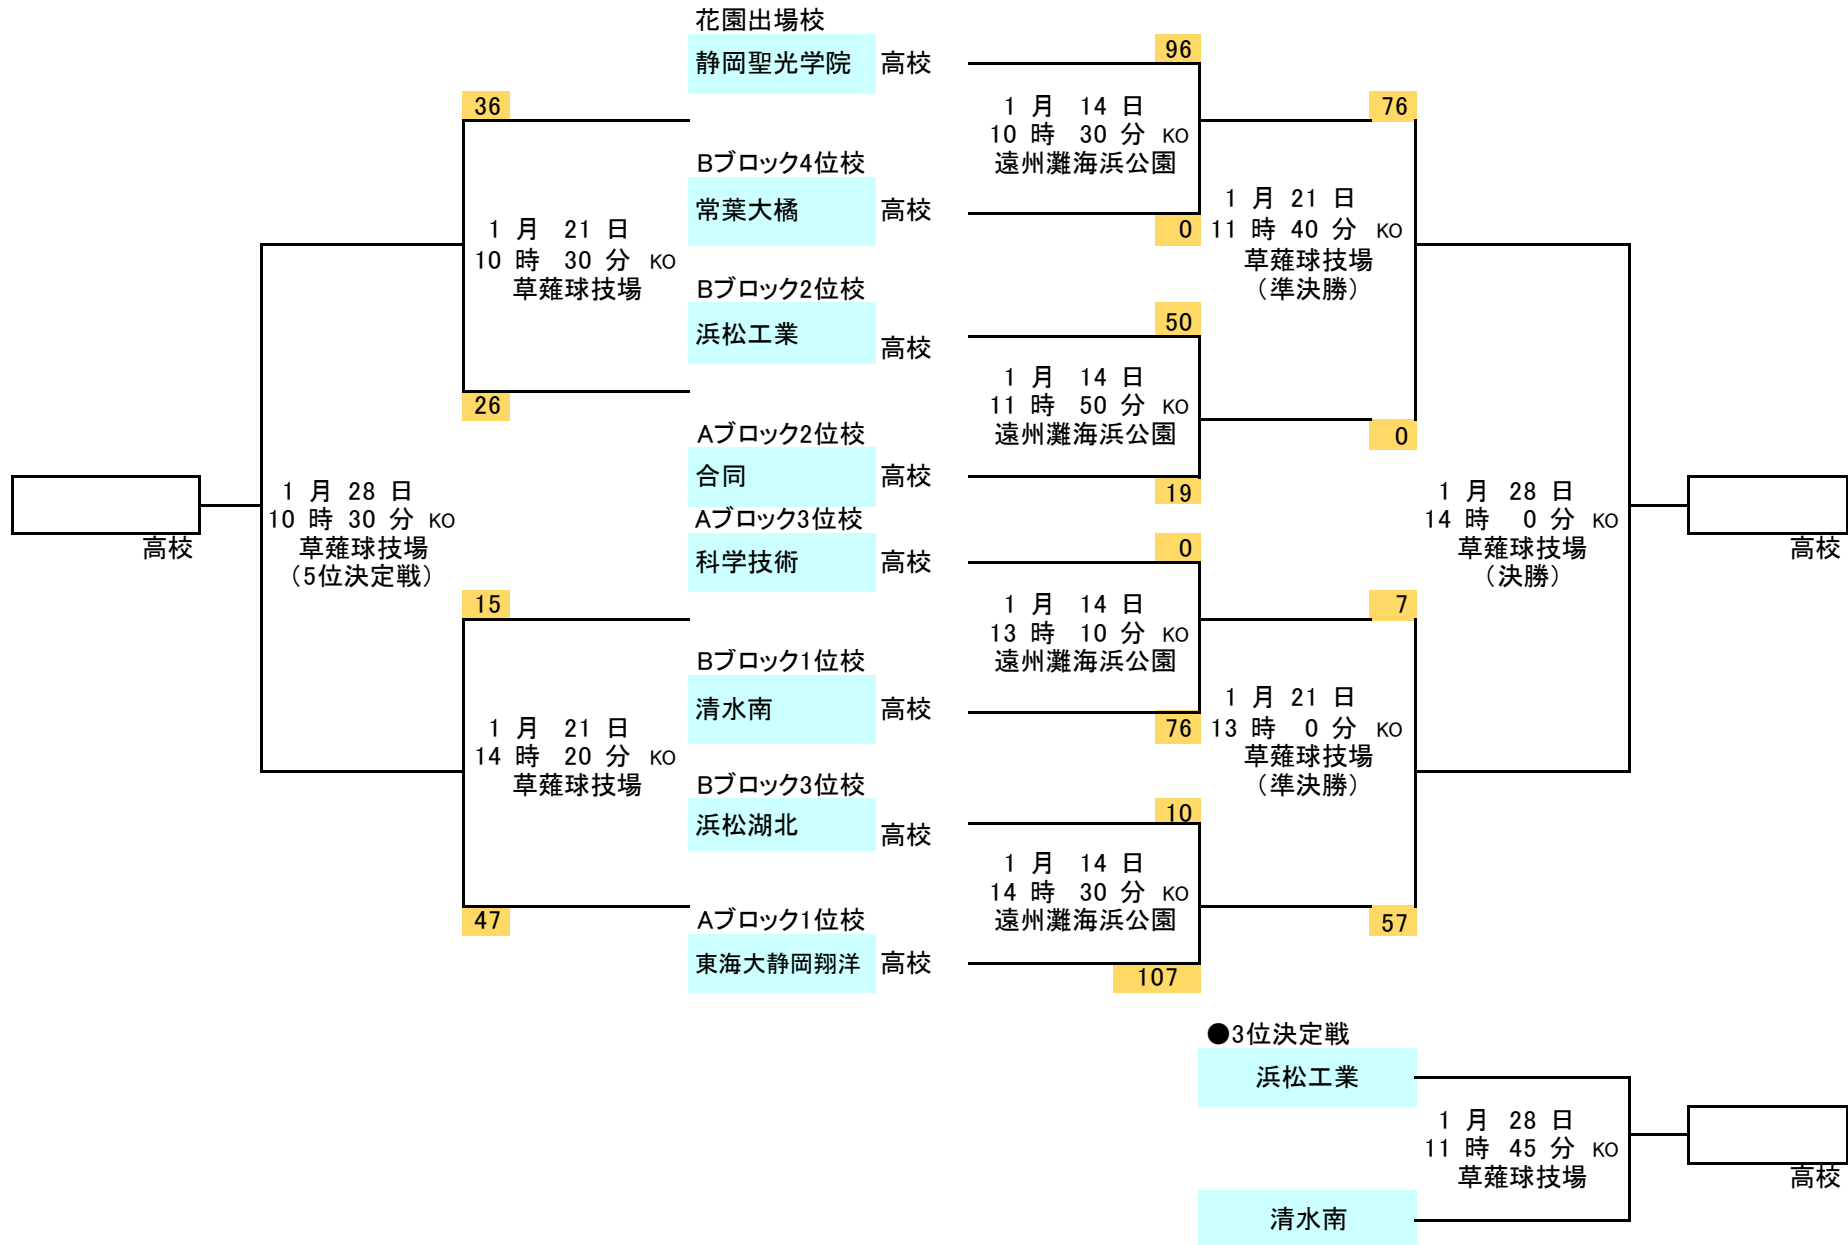 花園出場校
静岡聖光学院 高校
96
1 月 14 日
10 時 30 分 KO
遠州灘海浜公園
Bブロック4位校
常葉大橘 高校
0
36
1 月 21 日
10 時 30 分 KO
草薙球技場
26
76
1 月 21 日
11 時 40 分 KO
草薙球技場
（準決勝）
0
Bブロック2位校
浜松工業 高校
50
1 月 14 日
11 時 50 分 KO
遠州灘海浜公園
Aブロック2位校
合同 高校
19
高校
1 月 28 日
10 時 30 分 KO
草薙球技場
（5位決定戦）
1 月 28 日
14 時 0 分 KO
草薙球技場
（決勝）
高校
Aブロック3位校
科学技術 高校
0
1 月 14 日
13 時 10 分 KO
遠州灘海浜公園
Bブロック1位校
清水南 高校
76
15
1 月 21 日
14 時 20 分 KO
草薙球技場
47
7
1 月 21 日
13 時 0 分 KO
草薙球技場
（準決勝）
57
Bブロック3位校
浜松湖北 高校
10
1 月 14 日
14 時 30 分 KO
遠州灘海浜公園
Aブロック1位校
東海大静岡翔洋 高校
107
●3位決定戦
浜松工業
1 月 28 日
11 時 45 分 KO
草薙球技場
高校
清水南